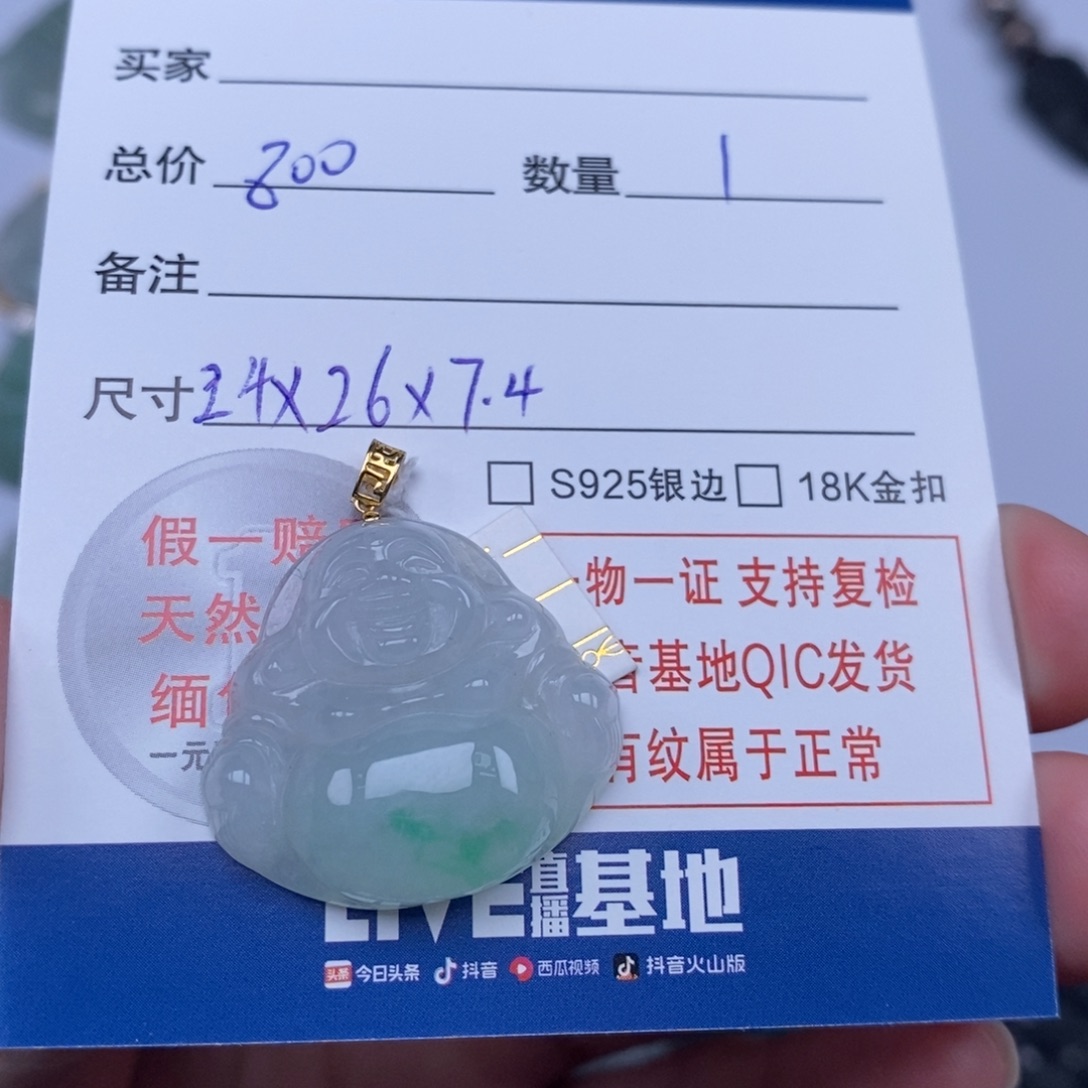 买家
总价 800 数量 1
备注
尺寸 24X26X7.4
S925银边 18K金扣
假一赔
天然
缅
一元
物一证 支持复检
基地QIC发货
有纹属于正常
LIVE直播基地
今日头条 抖音 西瓜视频 抖音火山版